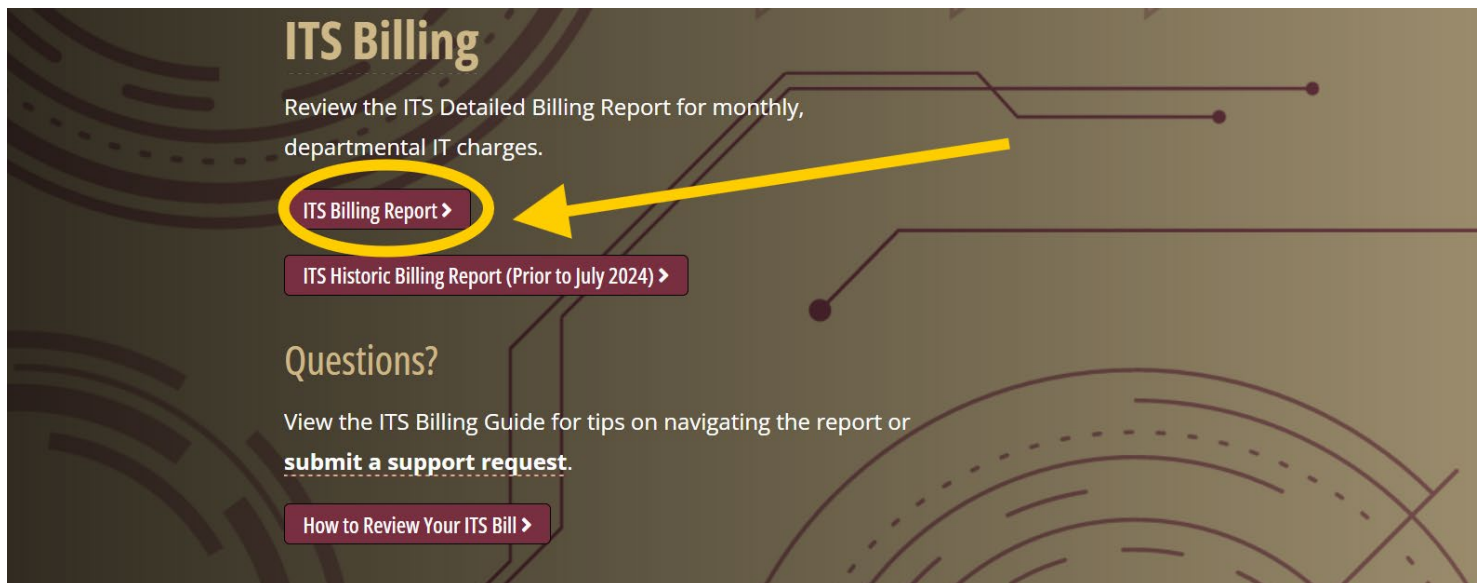 ITS Billing
Review the ITS Detailed Billing Report for monthly,
departmental IT charges.
ITS Billing Report >
ITS Historic Billing Report (Prior to July 2024) >
Questions?
View the ITS Billing Guide for tips on navigating the report or
submit a support request.
How to Review Your ITS Bill >